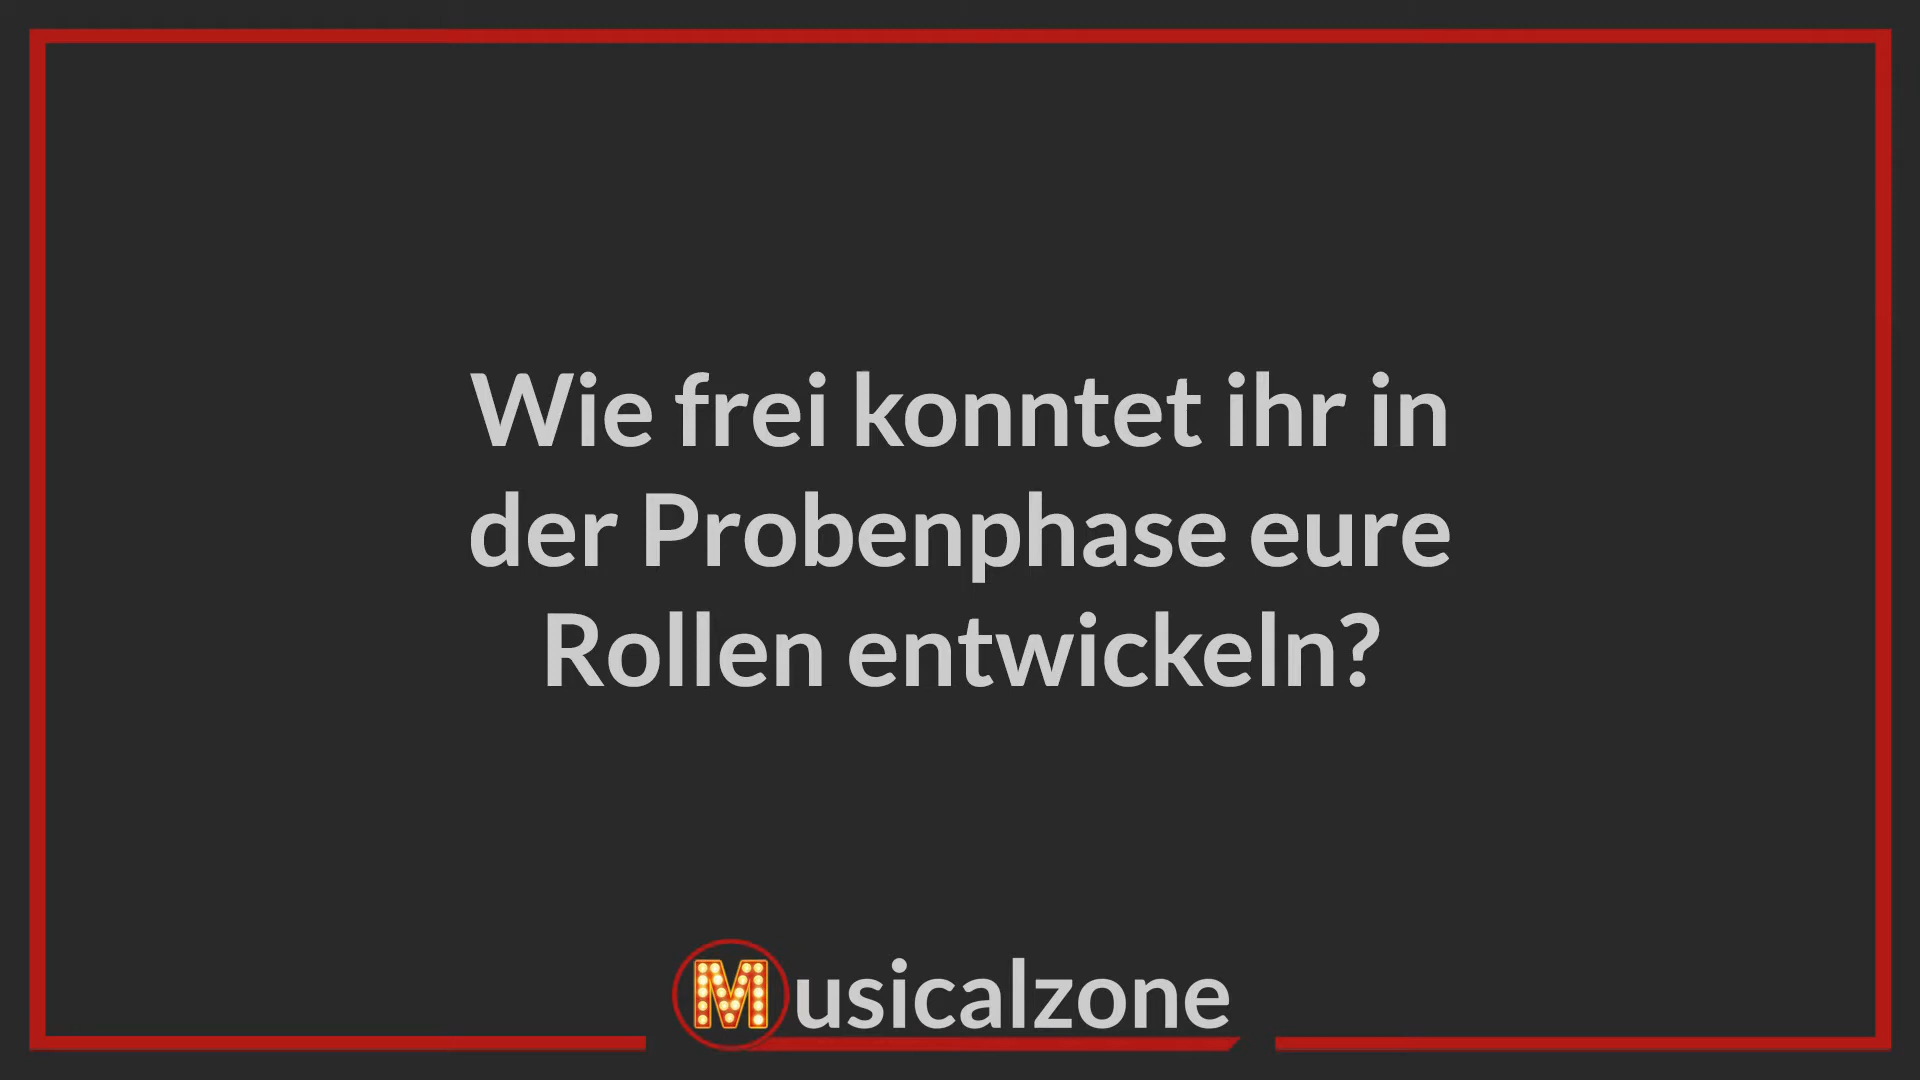 Wie frei konntet ihr in
der Probenphase eure
Rollen entwickeln?
Musicalzone